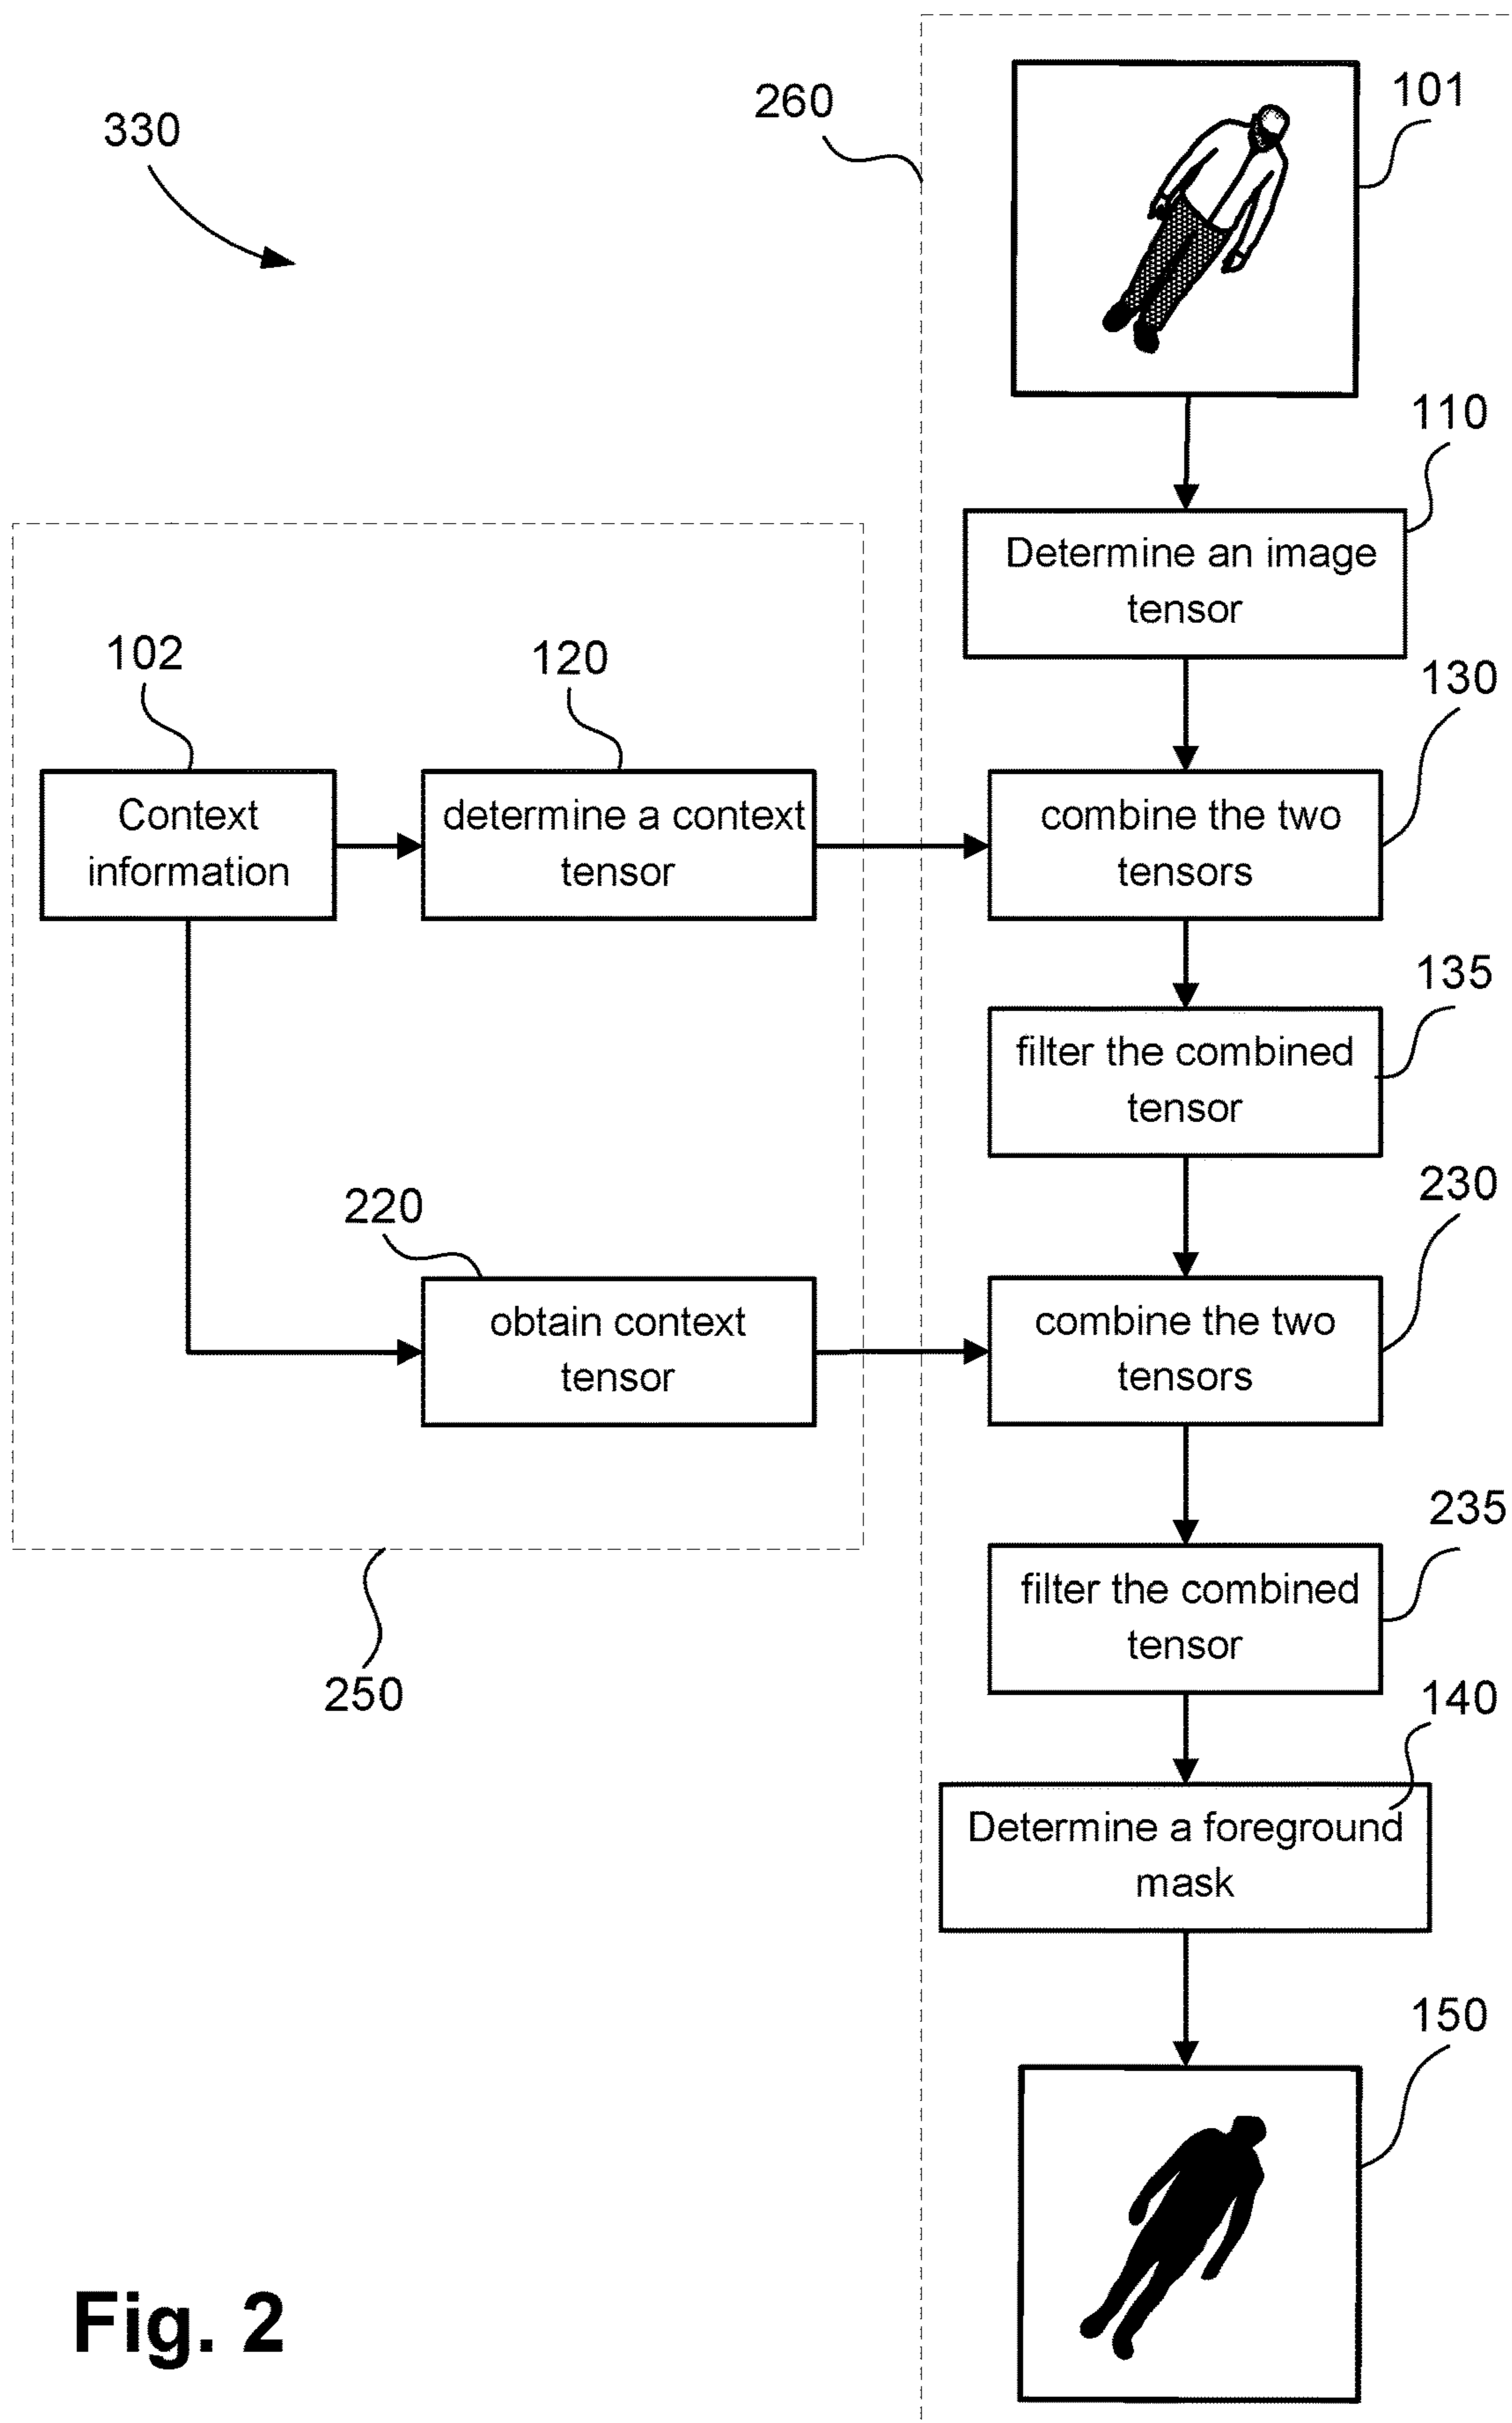 330
260
101
110
Determine an image
tensor
102
120
130
Context
information
determine a context
tensor
combine the two
tensors
135
filter the combined
tensor
220
230
obtain context
tensor
combine the two
tensors
235
filter the combined
tensor
250
140
Determine a foreground
mask
150
Fig. 2